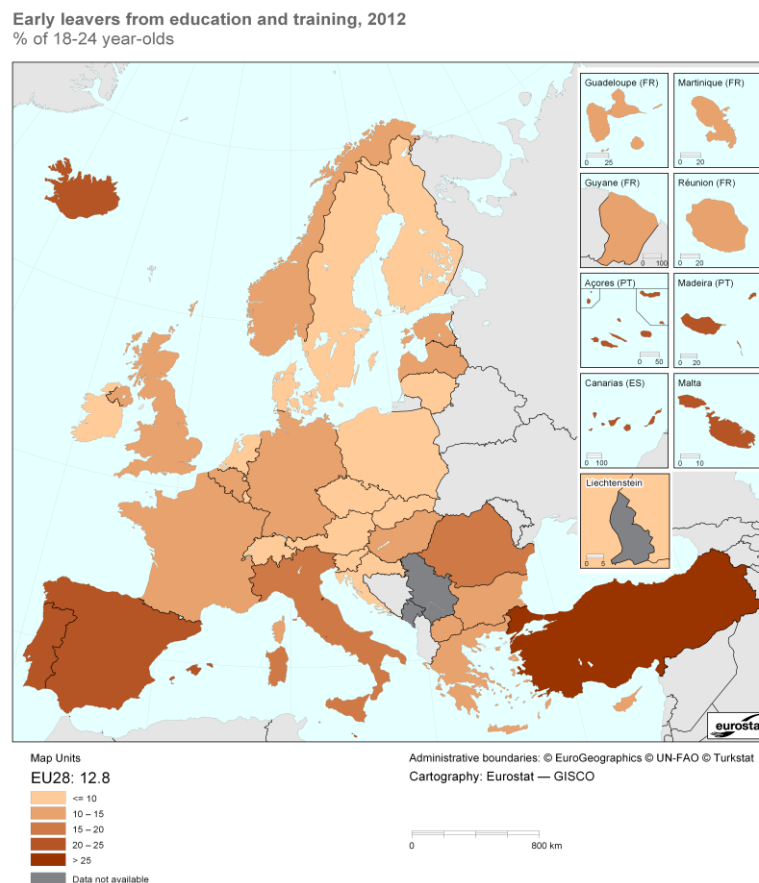 Early leavers from education and training, 2012
% of 18-24 year-olds
Guadeloupe (FR)
0 25
Martinique (FR)
0 20
Guyane (FR)
0 100
Réunion (FR)
0 20
Açores (PT)
0 50
Madeira (PT)
0 20
Canarias (ES)
0 100
Malta
0 10
Liechtenstein
0 5
eurostat
Map Units
EU28: 12.8
<= 10
10 – 15
15 – 20
20 – 25
> 25
Data not available
Administrative boundaries: © EuroGeographics © UN-FAO © Turkstat
Cartography: Eurostat — GISCO
0 800 km